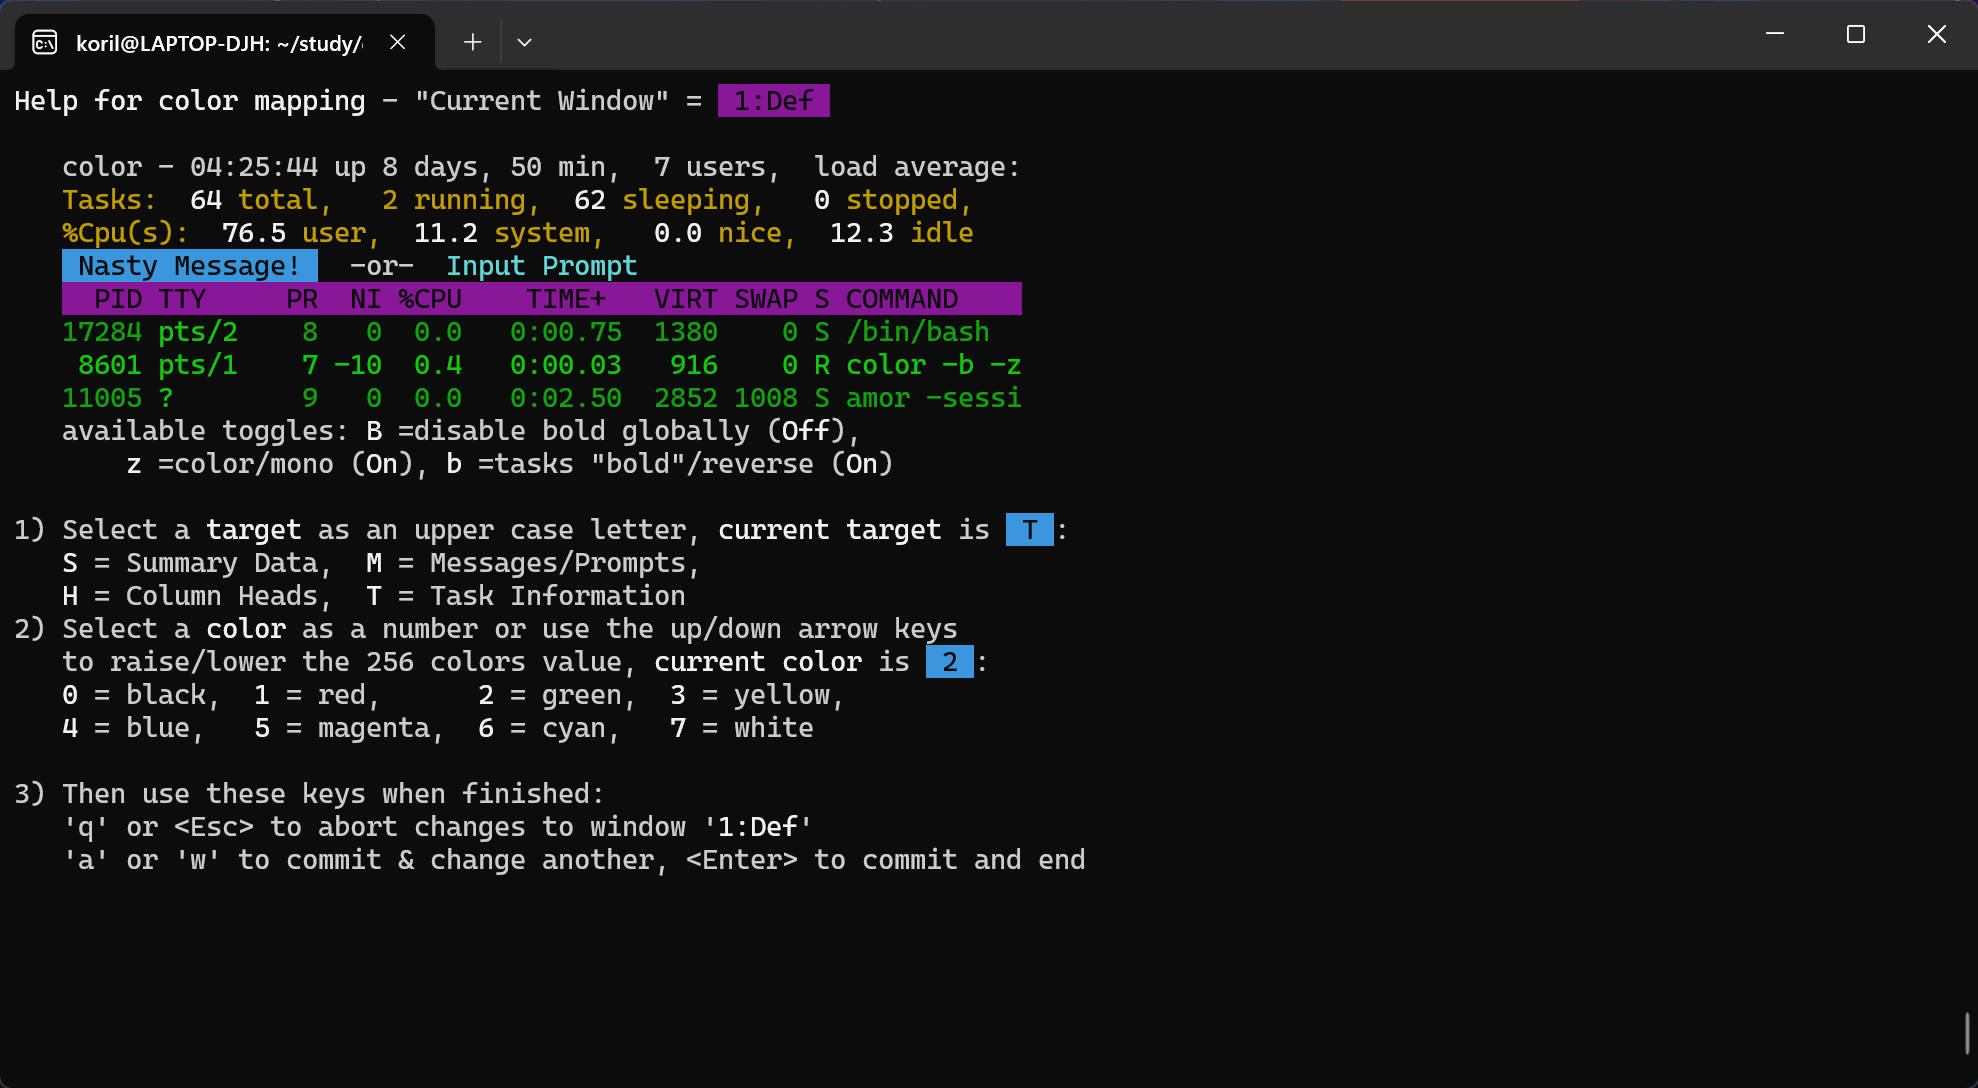 koril@LAPTOP-DJH: ~/study/
Help for color mapping - "Current Window" = 1:Def
color - 04:25:44 up 8 days, 50 min,  7 users,  load average:
Tasks:  64 total,   2 running,  62 sleeping,   0 stopped,
%Cpu(s):  76.5 user,  11.2 system,   0.0 nice,  12.3 idle
Nasty Message!  -or-  Input Prompt
PID TTY     PR  NI %CPU    TIME+   VIRT SWAP S COMMAND
17284 pts/2    8   0  0.0   0:00.75  1380    0 S /bin/bash
8601 pts/1    7 -10  0.4   0:00.03   916    0 R color -b -z
11005 ?        9   0  0.0   0:02.50  2852 1008 S amor -sessi
available toggles: B =disable bold globally (Off),
z =color/mono (On), b =tasks "bold"/reverse (On)
1) Select a target as an upper case letter, current target is T :
S = Summary Data,  M = Messages/Prompts,
H = Column Heads,  T = Task Information
2) Select a color as a number or use the up/down arrow keys
to raise/lower the 256 colors value, current color is 2 :
0 = black,  1 = red,      2 = green,  3 = yellow,
4 = blue,   5 = magenta,  6 = cyan,   7 = white
3) Then use these keys when finished:
'q' or <Esc> to abort changes to window '1:Def'
'a' or 'w' to commit & change another, <Enter> to commit and end